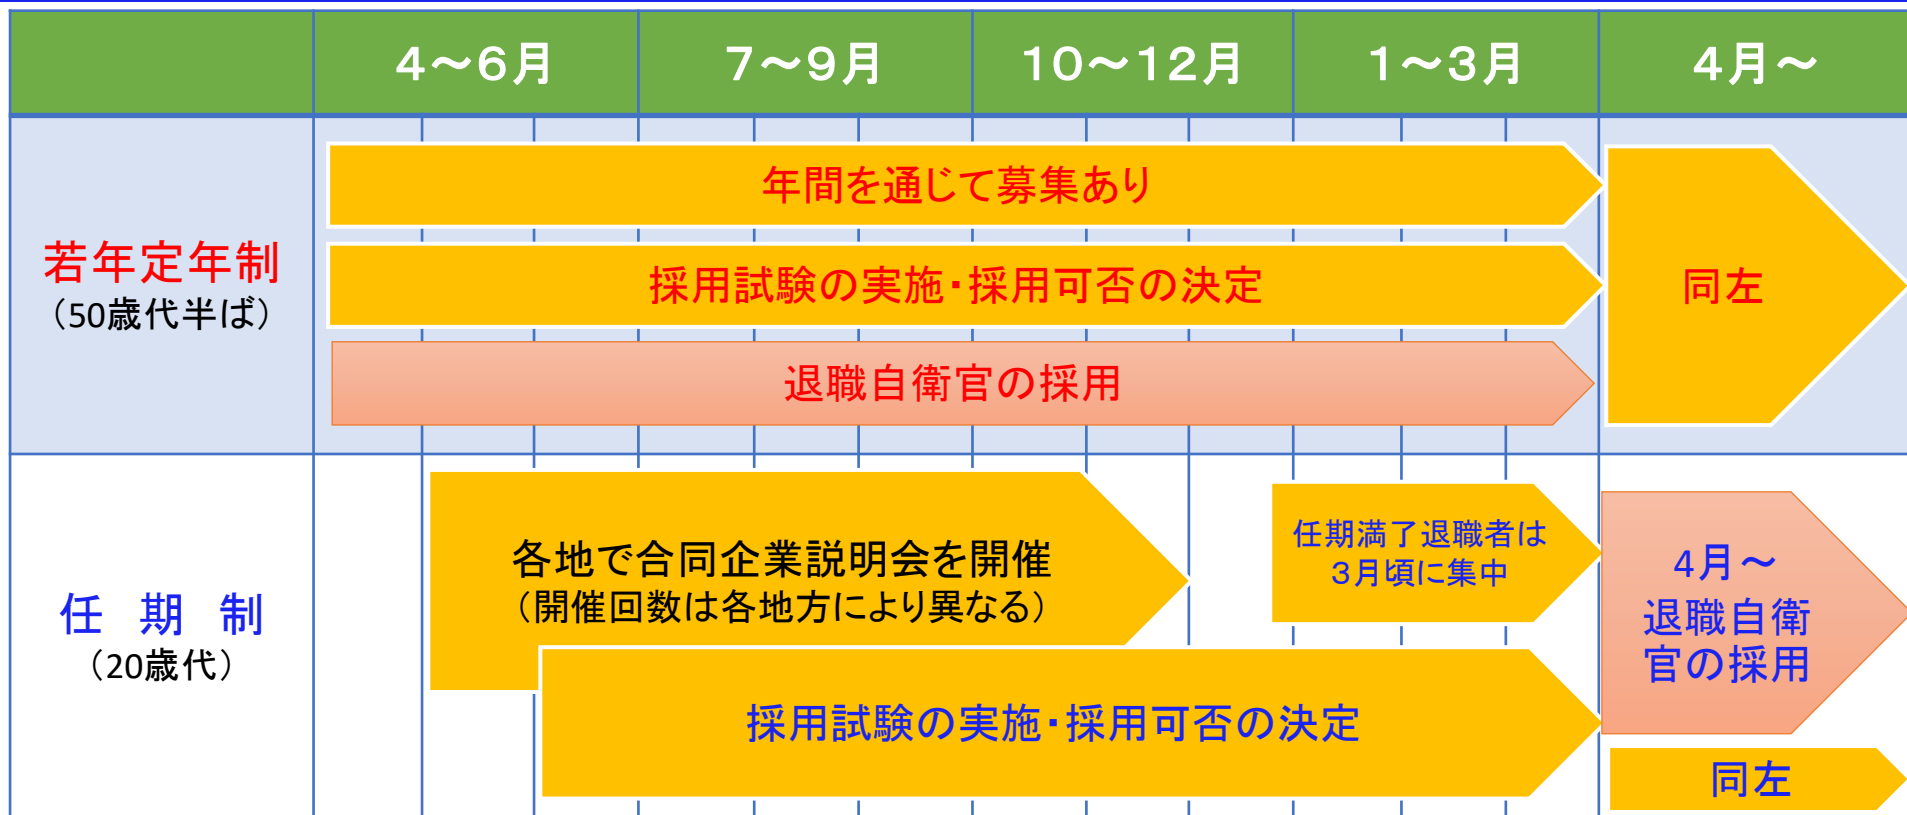 4～6月
7～9月
10～12月
1～3月
4月～
若年定年制
（50歳代半ば）
年間を通じて募集あり
採用試験の実施・採用可否の決定
退職自衛官の採用
同左
任　期　制
（20歳代）
各地で合同企業説明会を開催
（開催回数は各地方により異なる）
任期満了退職者は
3月頃に集中
採用試験の実施・採用可否の決定
4月～
退職自衛
官の採用
同左